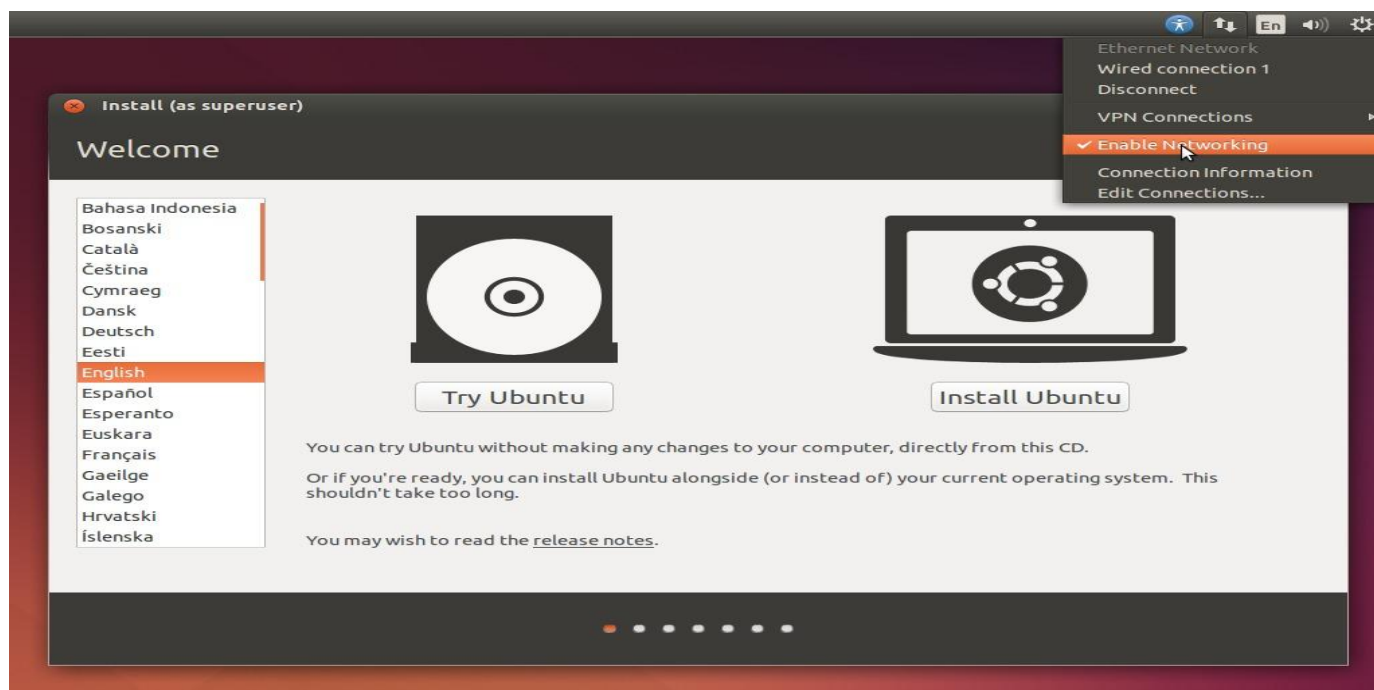 En
Ethernet Network
Wired connection 1
Disconnect
VPN Connections
Enable Networking
Connection Information
Edit Connections...
Install (as superuser)
Welcome
Bahasa Indonesia
Bosanski
Català
Čeština
Cymraeg
Dansk
Deutsch
Eesti
English
Español
Esperanto
Euskara
Français
Gaeilge
Galego
Hrvatski
Íslenska
Try Ubuntu
Install Ubuntu
You can try Ubuntu without making any changes to your computer, directly from this CD.
Or if you're ready, you can install Ubuntu alongside (or instead of) your current operating system. This
shouldn't take too long.
You may wish to read the release notes.